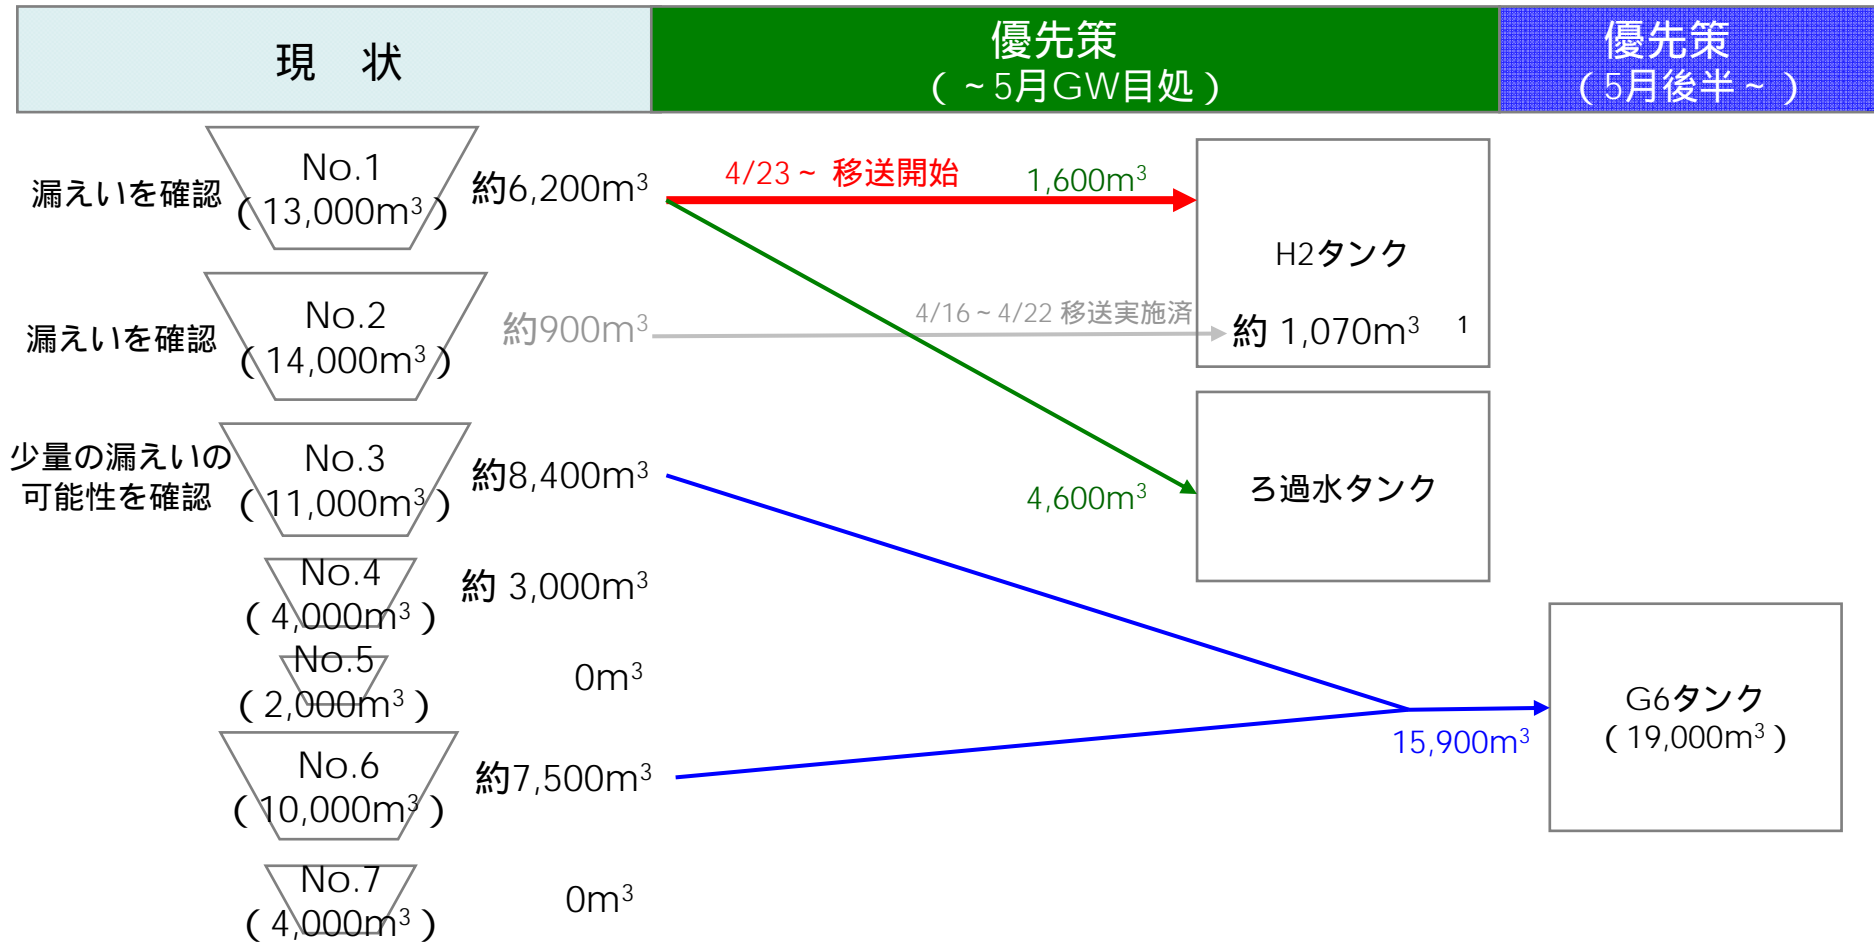 現　状
優先策
（～5月GW目処）
優先策
（5月後半～）
漏えいを確認
No.1
（13,000m³）
約6,200m³
4/23～ 移送開始
1,600m³
H2タンク
漏えいを確認
No.2
（14,000m³）
約900m³
4/16～4/22 移送実施済
約 1,070m³ 1
少量の漏えいの
可能性を確認
No.3
（11,000m³）
約8,400m³
4,600m³
ろ過水タンク
No.4
（4,000m³）
約 3,000m³
No.5
（2,000m³）
0m³
No.6
（10,000m³）
約7,500m³
15,900m³
G6タンク
（19,000m³）
No.7
（4,000m³）
0m³